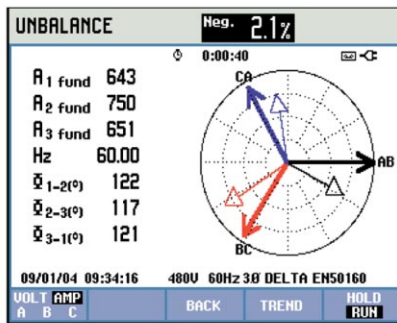 UNBALANCE Neg. 2.1%
0:00:40
A1 fund 643
A2 fund 750
A3 fund 651
Hz 60.00
Φ1-2(°) 122
Φ2-3(°) 117
Φ3-1(°) 121
CA
AB
BC
09/01/04 09:34:16 480V 60Hz 3Ø DELTA EN50160
VOLT AMP
A B C
BACK
TREND
HOLD
RUN